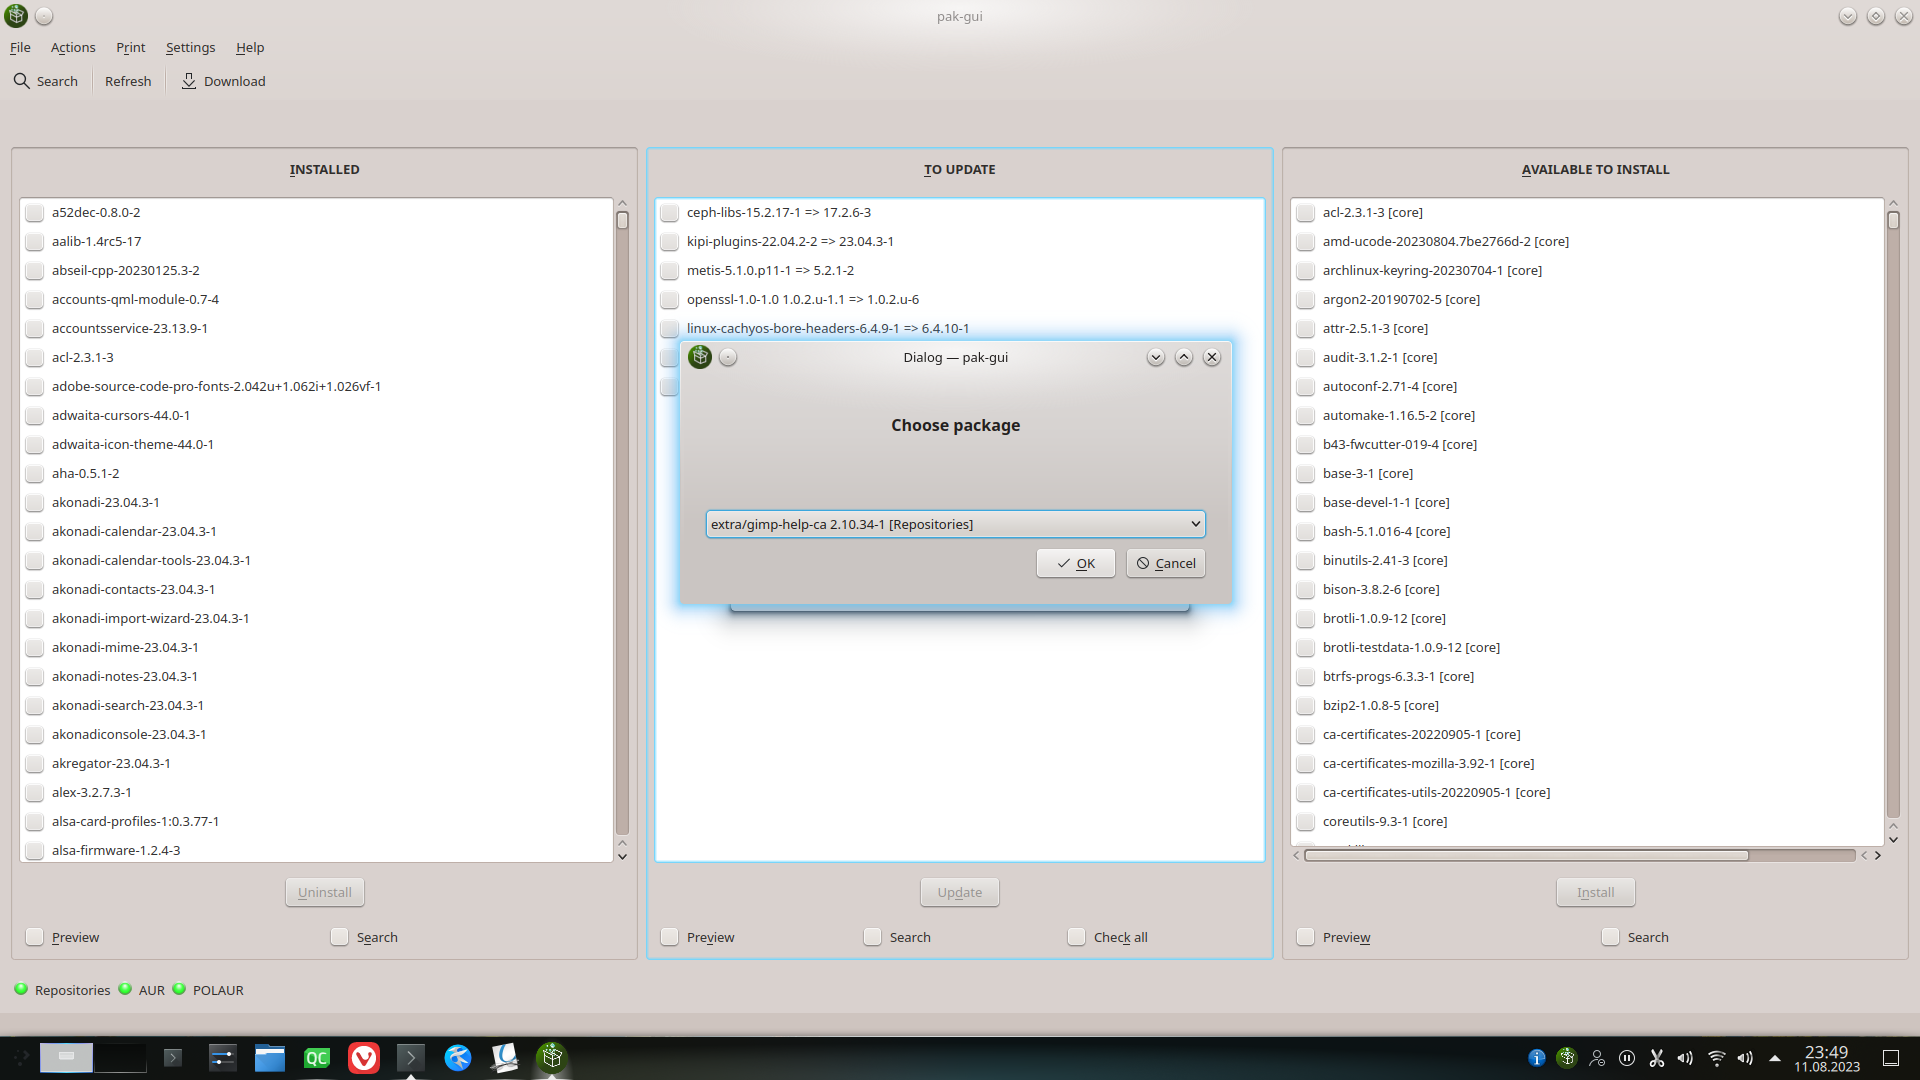 pak-gui
File Actions Print Settings Help
Search Refresh Download
INSTALLED
a52dec-0.8.0-2
aalib-1.4rc5-17
abseil-cpp-20230125.3-2
accounts-qml-module-0.7-4
accountsservice-23.13.9-1
acl-2.3.1-3
adobe-source-code-pro-fonts-2.042u+1.062i+1.026vf-1
adwaita-cursors-44.0-1
adwaita-icon-theme-44.0-1
aha-0.5.1-2
akonadi-23.04.3-1
akonadi-calendar-23.04.3-1
akonadi-calendar-tools-23.04.3-1
akonadi-contacts-23.04.3-1
akonadi-import-wizard-23.04.3-1
akonadi-mime-23.04.3-1
akonadi-notes-23.04.3-1
akonadi-search-23.04.3-1
akonadiconsole-23.04.3-1
akregator-23.04.3-1
alex-3.2.7.3-1
alsa-card-profiles-1:0.3.77-1
alsa-firmware-1.2.4-3
Uninstall
Preview Search
TO UPDATE
ceph-libs-15.2.17-1 => 17.2.6-3
kipi-plugins-22.04.2-2 => 23.04.3-1
metis-5.1.0.p11-1 => 5.2.1-2
openssl-1.0-1.0 1.0.2.u-1.1 => 1.0.2.u-6
linux-cachyos-bore-headers-6.4.9-1 => 6.4.10-1
Dialog — pak-gui
Choose package
extra/gimp-help-ca 2.10.34-1 [Repositories]
OK Cancel
Update
Preview Search Check all
AVAILABLE TO INSTALL
acl-2.3.1-3 [core]
amd-ucode-20230804.7be2766d-2 [core]
archlinux-keyring-20230704-1 [core]
argon2-20190702-5 [core]
attr-2.5.1-3 [core]
audit-3.1.2-1 [core]
autoconf-2.71-4 [core]
automake-1.16.5-2 [core]
b43-fwcutter-019-4 [core]
base-3-1 [core]
base-devel-1-1 [core]
bash-5.1.016-4 [core]
binutils-2.41-3 [core]
bison-3.8.2-6 [core]
brotli-1.0.9-12 [core]
brotli-testdata-1.0.9-12 [core]
btrfs-progs-6.3.3-1 [core]
bzip2-1.0.8-5 [core]
ca-certificates-20220905-1 [core]
ca-certificates-mozilla-3.92-1 [core]
ca-certificates-utils-20220905-1 [core]
coreutils-9.3-1 [core]
Install
Preview Search
Repositories AUR POLAUR
QC
23:49
11.08.2023